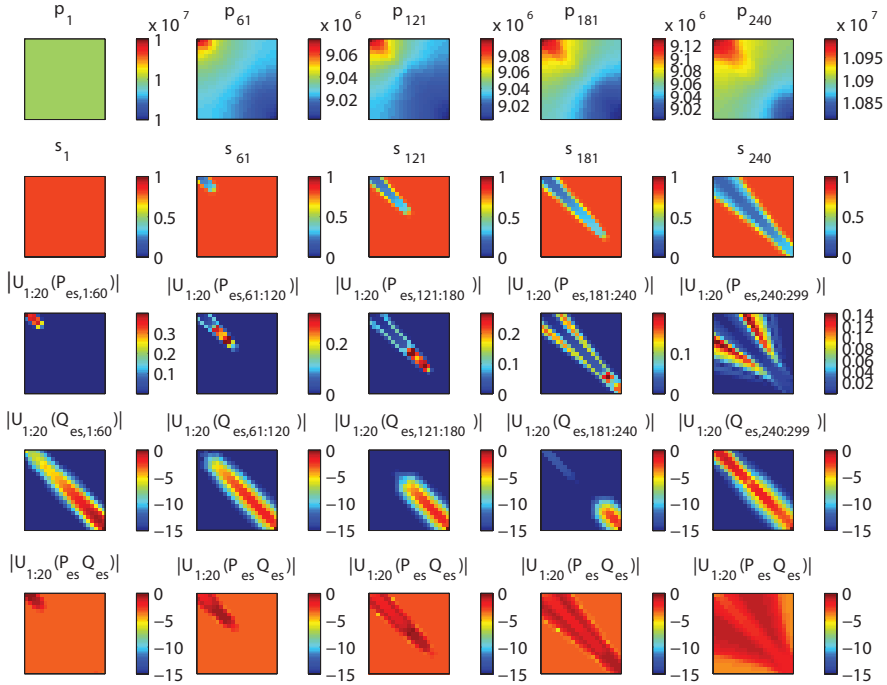 p1 p61 p121 p181 p240
x 10^7 x 10^6 x 10^6 x 10^6 x 10^7
1 1 1
9.06 9.04 9.02
9.08 9.06 9.04 9.02
9.12 9.1 9.08 9.06 9.04 9.02
1.095 1.09 1.085
s1 s61 s121 s181 s240
1 0.5 0
1 0.5 0
1 0.5 0
1 0.5 0
1 0.5 0
|U1:20(Pes,1:60)| |U1:20(Pes,61:120)| |U1:20(Pes,121:180)| |U1:20(Pes,181:240)| |U1:20(Pes,240:299)|
0.3 0.2 0.1
0.4 0.2 0
0.2 0
0.2 0.1 0
0.1 0
0.14 0.12 0.1 0.08 0.06 0.04 0.02
|U1:20(Qes,1:60)| |U1:20(Qes,61:120)| |U1:20(Qes,121:180)| |U1:20(Qes,181:240)| |U1:20(Qes,240:299)|
0 −5 −10 −15
0 −5 −10 −15
0 −5 −10 −15
0 −5 −10 −15
0 −5 −10 −15
|U1:20(PesQes)| |U1:20(PesQes)| |U1:20(PesQes)| |U1:20(PesQes)| |U1:20(PesQes)|
0 −5 −10 −15
0 −5 −10 −15
0 −5 −10 −15
0 −5 −10 −15
0 −5 −10 −15